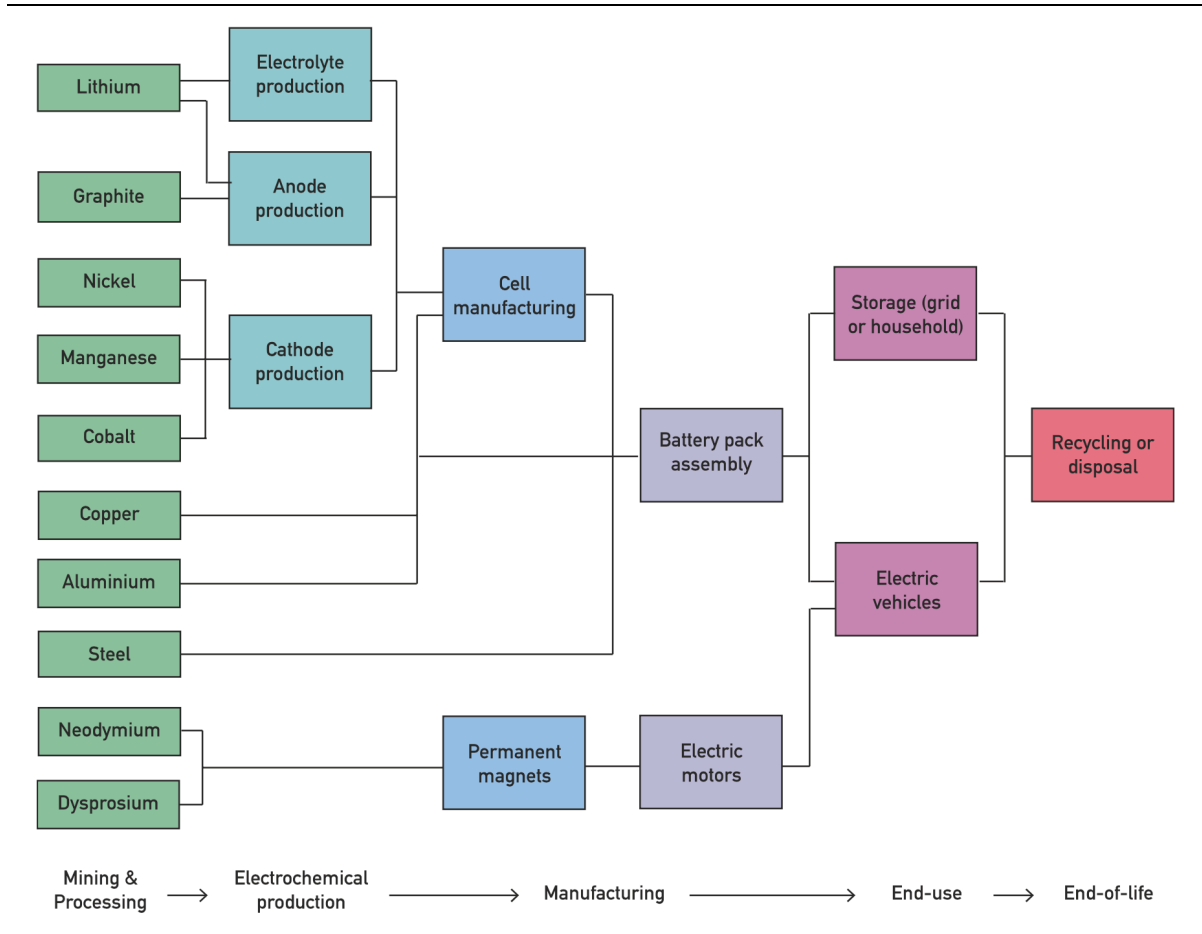 Lithium
Graphite
Nickel
Manganese
Cobalt
Copper
Aluminium
Steel
Neodymium
Dysprosium
Electrolyte
production
Anode
production
Cathode
production
Cell
manufacturing
Permanent
magnets
Battery pack
assembly
Electric
motors
Storage (grid
or household)
Electric
vehicles
Recycling or
disposal
Mining &
Processing
Electrochemical
production
Manufacturing
End-use
End-of-life